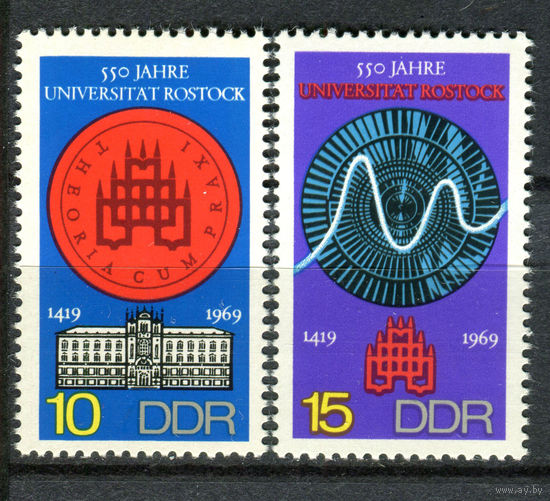 550 JAHRE
UNIVERSITÄT ROSTOCK
THEORIA CUM PRAXI
1419 1969
10 DDR
550 JAHRE
UNIVERSITÄT ROSTOCK
1419 1969
15 DDR
www.ay.by